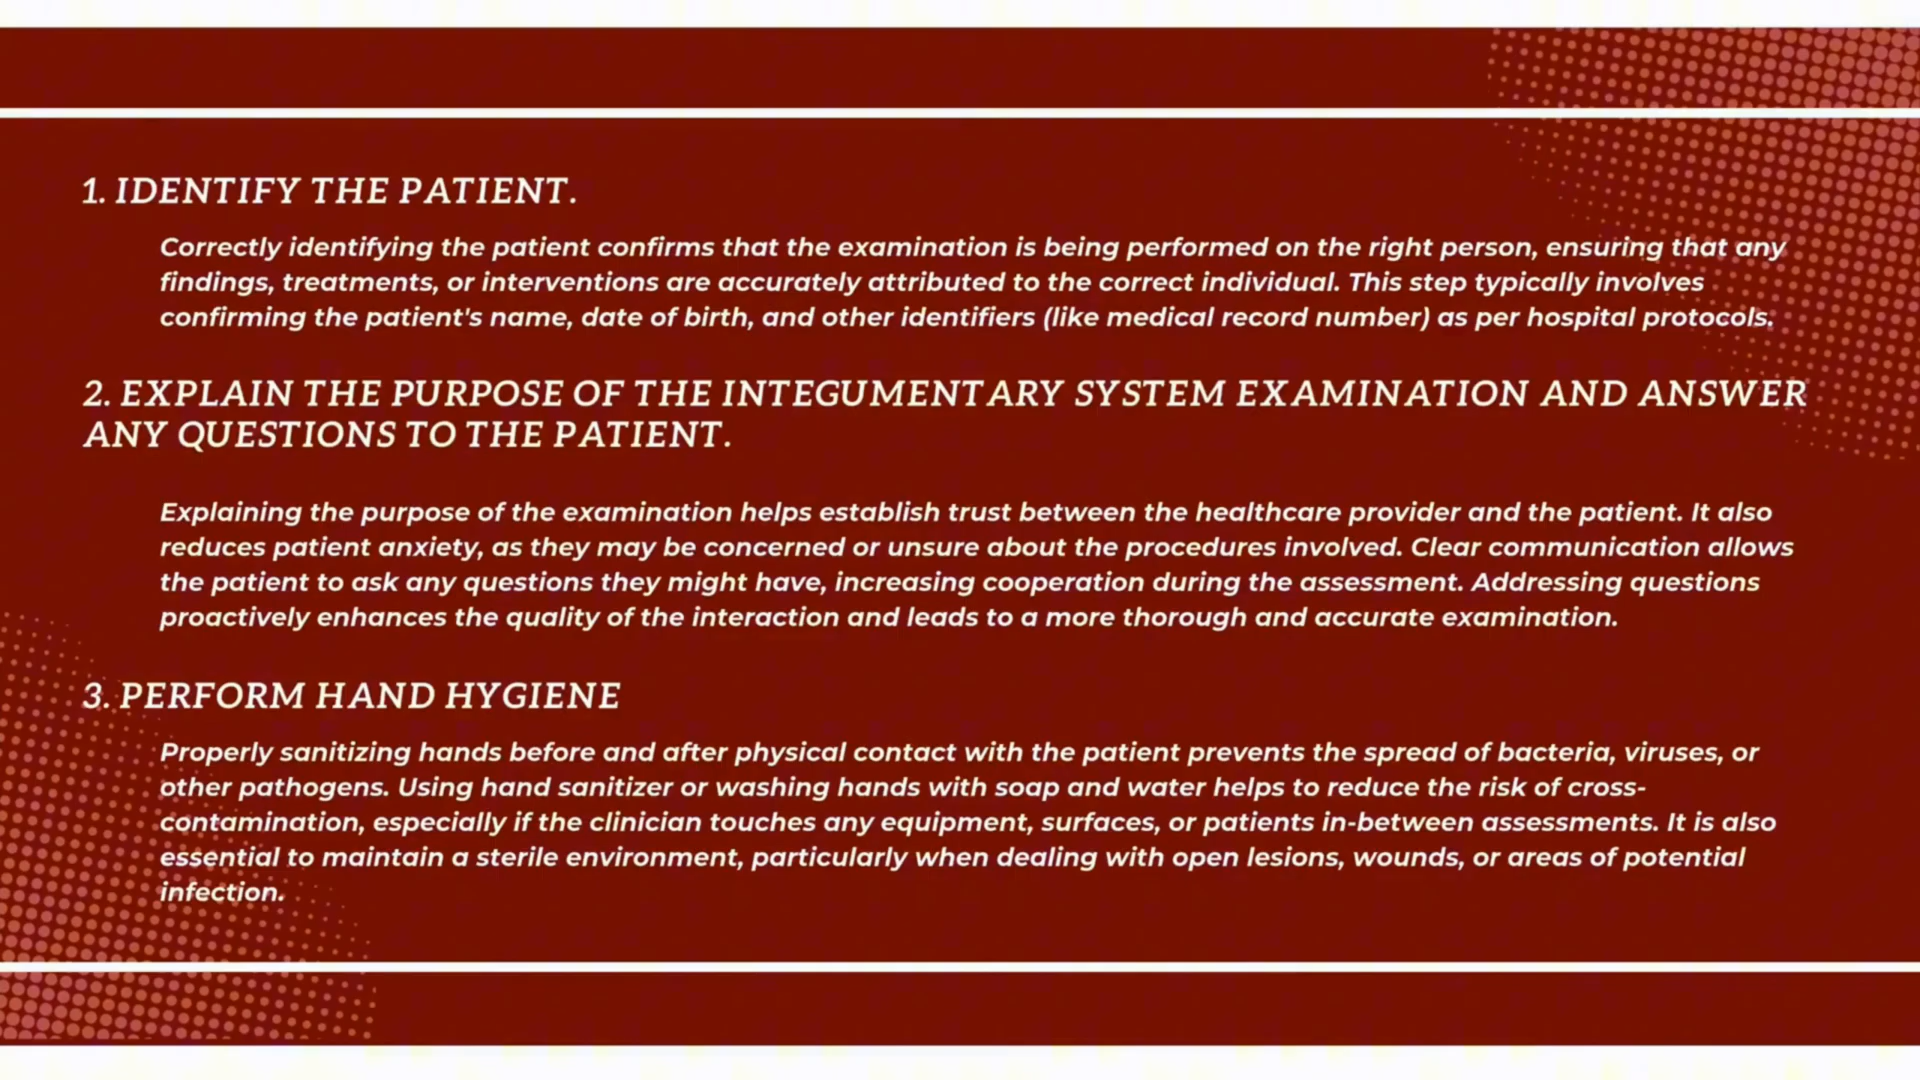 1. IDENTIFY THE PATIENT.
Correctly identifying the patient confirms that the examination is being performed on the right person, ensuring that any
findings, treatments, or interventions are accurately attributed to the correct individual. This step typically involves
confirming the patient's name, date of birth, and other identifiers (like medical record number) as per hospital protocols.
2. EXPLAIN THE PURPOSE OF THE INTEGUMENTARY SYSTEM EXAMINATION AND ANSWER
ANY QUESTIONS TO THE PATIENT.
Explaining the purpose of the examination helps establish trust between the healthcare provider and the patient. It also
reduces patient anxiety, as they may be concerned or unsure about the procedures involved. Clear communication allows
the patient to ask any questions they might have, increasing cooperation during the assessment. Addressing questions
proactively enhances the quality of the interaction and leads to a more thorough and accurate examination.
3. PERFORM HAND HYGIENE
Properly sanitizing hands before and after physical contact with the patient prevents the spread of bacteria, viruses, or
other pathogens. Using hand sanitizer or washing hands with soap and water helps to reduce the risk of cross-
contamination, especially if the clinician touches any equipment, surfaces, or patients in-between assessments. It is also
essential to maintain a sterile environment, particularly when dealing with open lesions, wounds, or areas of potential
infection.